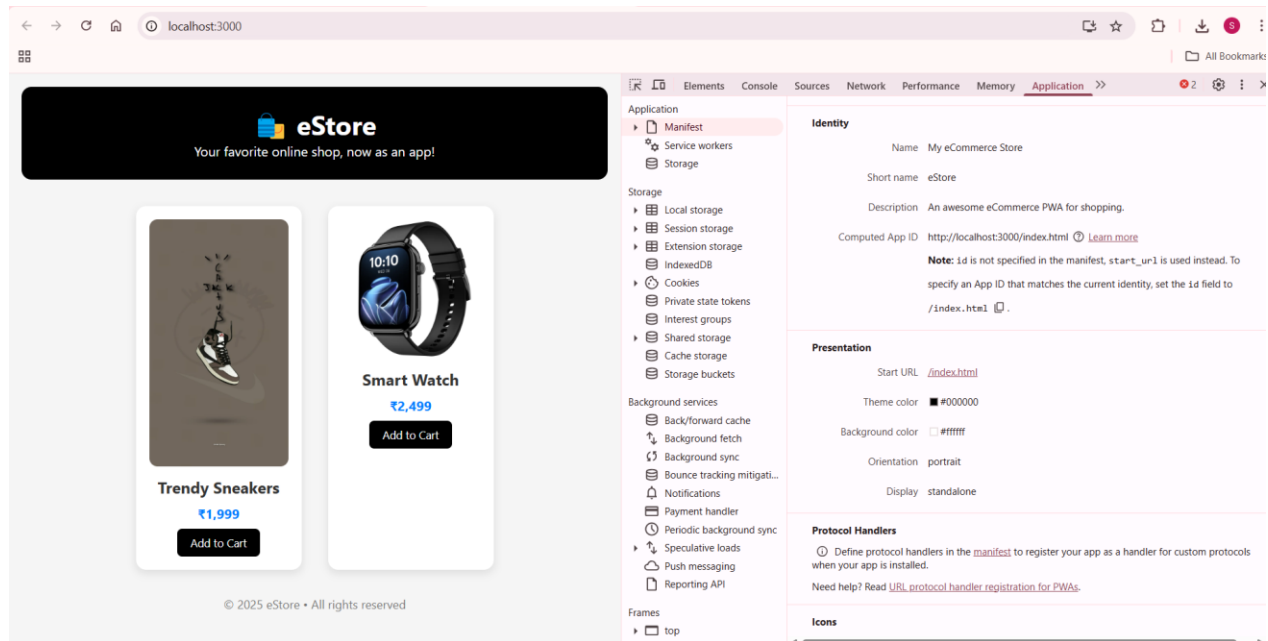 localhost:3000
S
All Bookmarks
eStore
Your favorite online shop, now as an app!
10:10
Trendy Sneakers
₹1,999
Add to Cart
Smart Watch
₹2,499
Add to Cart
© 2025 eStore • All rights reserved
Elements Console Sources Network Performance Memory Application 2
Application
Manifest
Service workers
Storage
Storage
Local storage
Session storage
Extension storage
IndexedDB
Cookies
Private state tokens
Interest groups
Shared storage
Cache storage
Storage buckets
Background services
Back/forward cache
Background fetch
Background sync
Bounce tracking mitigati...
Notifications
Payment handler
Periodic background sync
Speculative loads
Push messaging
Reporting API
Frames
top
Identity
Name My eCommerce Store
Short name eStore
Description An awesome eCommerce PWA for shopping.
Computed App ID http://localhost:3000/index.html Learn more
Note: id is not specified in the manifest, start_url is used instead. To
specify an App ID that matches the current identity, set the id field to
/index.html .
Presentation
Start URL /index.html
Theme color #000000
Background color #ffffff
Orientation portrait
Display standalone
Protocol Handlers
Define protocol handlers in the manifest to register your app as a handler for custom protocols
when your app is installed.
Need help? Read URL protocol handler registration for PWAs.
Icons